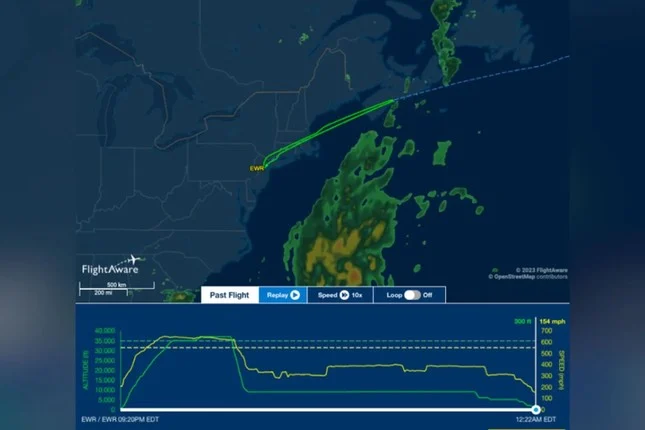 EWR
FlightAware
500 km
200 mi
© 2023 FlightAware
© OpenStreetMap contributors
Past Flight Replay Speed 10x Loop Off
300 ft 154 mph
40,000 700
35,000 600
30,000 500
25,000 400
20,000
15,000 300
10,000 200
5,000 100
0 0
ALTITUDE (ft)
SPEED (mph)
EWR / EWR 09:20PM EDT 12:22AM EDT